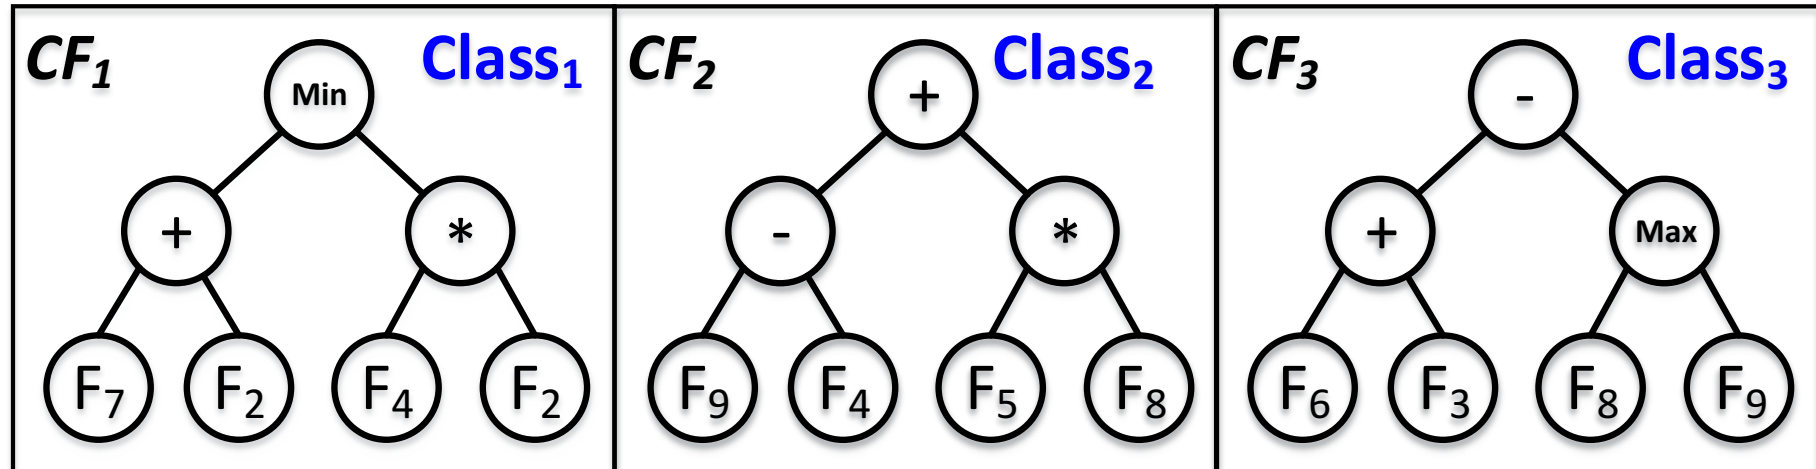 CF₁ Class₁
Min
+ *
F₇ F₂ F₄ F₂
CF₂ Class₂
+
- *
F₉ F₄ F₅ F₈
CF₃ Class₃
-
+ Max
F₆ F₃ F₈ F₉